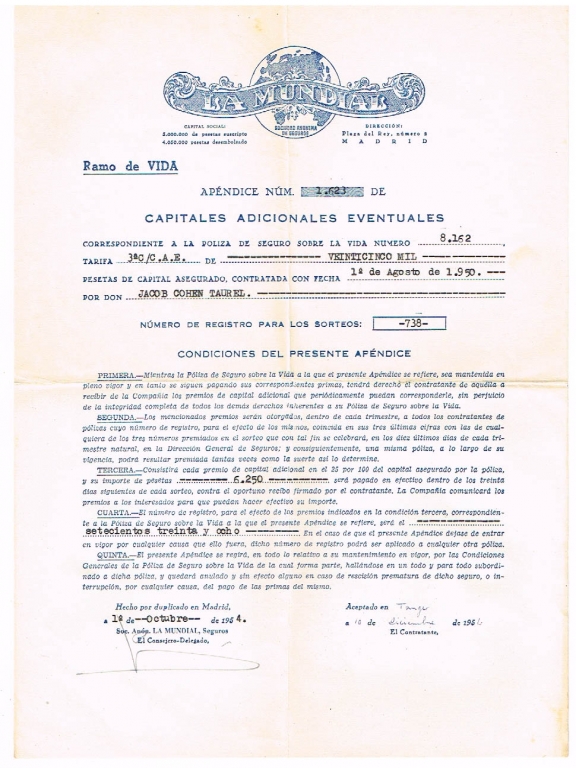 LA MUNDIAL
SOCIEDAD ANONIMA
DE SEGUROS
CAPITAL SOCIAL:
5.000.000 de pesetas suscripto
4.050.000 pesetas desembolsado
DIRECCION:
Plaza del Rey, número 2
MADRID
Ramo de VIDA
APÉNDICE NÚM. 1.623 DE
CAPITALES ADICIONALES EVENTUALES
CORRESPONDIENTE A LA POLIZA DE SEGURO SOBRE LA VIDA NUMERO 8.162,
TARIFA 3ªC/C.A.E. DE VEINTICINCO MIL
PESETAS DE CAPITAL ASEGURADO, CONTRATADA CON FECHA 1º de Agosto de 1.950.
POR DON JACOB COHEN TAUREL.
NÚMERO DE REGISTRO PARA LOS SORTEOS: -738-
CONDICIONES DEL PRESENTE APÉNDICE
PRIMERA.—Mientras la Póliza de Seguro sobre la Vida a la que el presente Apéndice se refiere, sea mantenida en
pleno vigor y en tanto se siguen pagando sus correspondientes primas, tendrá derecho el contratante de aquélla a
recibir de la Compañía los premios de capital adicional que periódicamente puedan corresponderle, sin perjuicio
de la integridad completa de todos los demás derechos inherentes a su Póliza de Seguro sobre la Vida.
SEGUNDA.—Los mencionados premios serán otorgados, dentro de cada trimestre, a todos los contratantes de
pólizas cuyo número de registro, para el efecto de los mismos, coincida en sus tres últimas cifras con las de cual-
quiera de los tres números premiados en el sorteo que con tal fin se celebrará, en los diez últimos días de cada tri-
mestre natural, en la Dirección General de Seguros; y consiguientemente, una misma póliza, a lo largo de su
vigencia, podrá resultar premiada tantas veces como la suerte así lo determine.
TERCERA.—Consistirá cada premio de capital adicional en el 25 por 100 del capital asegurado por la póliza,
y su importe de pesetas 6.250 será pagado en efectivo dentro de los treinta
días siguientes de cada sorteo, contra el oportuno recibo firmado por el contratante. La Compañía comunicará los
premios a los interesados para que puedan hacer efectivo su importe.
CUARTA.—El número de registro, para el efecto de los premios indicados en la condición tercera, correspondien-
te a la Póliza de Seguro sobre la Vida a la que el presente Apéndice se refiere, será el
setecientos treinta y ocho En el caso de que el presente Apéndice dejase de entrar
en vigor por cualquier causa que ello fuera, dicho número de registro podrá ser aplicado a cualquier otra póliza.
QUINTA.—El presente Apéndice se regirá, en todo lo relativo a su mantenimiento en vigor, por las Condiciones
Generales de la Póliza de Seguro sobre la Vida de la cual forma parte, hallándose en un todo y para todo subordi-
nado a dicha póliza, y quedará anulado y sin efecto alguno en caso de rescisión prematura de dicho seguro, o in-
terrupción, por cualquier causa, del pago de las primas del mismo.
Hecho por duplicado en Madrid,
a 1º de Octubre de 1954.
Soc. Anón. LA MUNDIAL, Seguros
El Consejero-Delegado,
Aceptado en
a 10 de diciembre de 195
El Contratante,